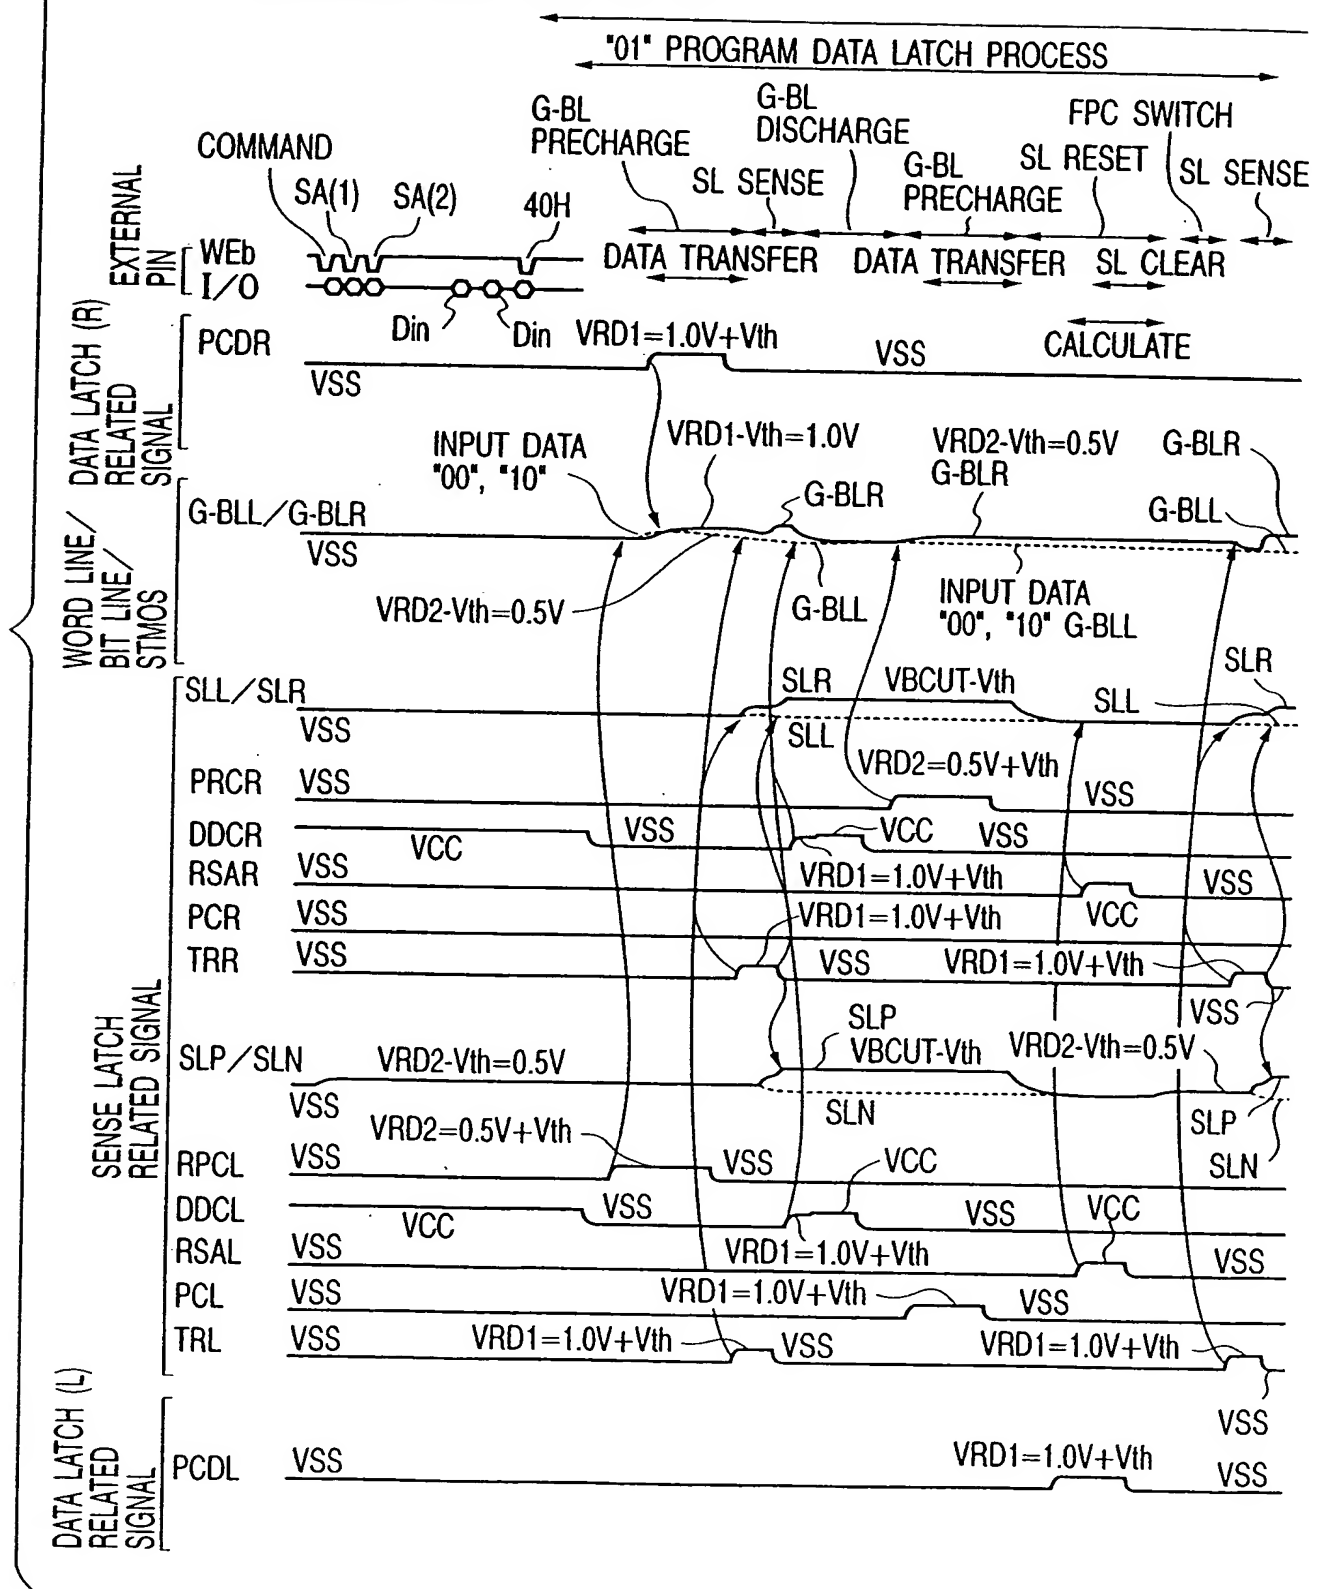 "01" PROGRAM DATA LATCH PROCESS
G-BL
PRECHARGE
G-BL
DISCHARGE
FPC SWITCH
COMMAND
SA(1)
SA(2)
40H
SL SENSE
G-BL
PRECHARGE
SL RESET
SL SENSE
EXTERNAL
PIN
WEb
I/O
DATA TRANSFER
DATA TRANSFER
SL CLEAR
Din
Din
CALCULATE
DATA LATCH (R)
RELATED
SIGNAL
PCDR
VSS
VRD1=1.0V+Vth
VSS
INPUT DATA
"00", "10"
VRD1-Vth=1.0V
VRD2-Vth=0.5V
G-BLR
G-BLR
WORD LINE/
BIT LINE/
STMOS
G-BLL/G-BLR
VSS
G-BLR
G-BLL
VRD2-Vth=0.5V
G-BLL
INPUT DATA
"00", "10" G-BLL
SENSE LATCH
RELATED SIGNAL
SLL/SLR
VSS
SLR
VBCUT-Vth
SLL
SLL
SLR
PRCR
VSS
VRD2=0.5V+Vth
VSS
DDCR
VCC
VSS
VCC
VSS
VRD1=1.0V+Vth
RSAR
VSS
VCC
VSS
PCR
VSS
VRD1=1.0V+Vth
TRR
VSS
VSS
VRD1=1.0V+Vth
VSS
SLP/SLN
VSS
VRD2-Vth=0.5V
SLP
VBCUT-Vth
SLN
VRD2-Vth=0.5V
SLP
SLN
RPCL
VSS
VRD2=0.5V+Vth
VSS
DDCL
VCC
VSS
VCC
VSS
VRD1=1.0V+Vth
RSAL
VSS
VCC
VSS
PCL
VSS
VRD1=1.0V+Vth
VSS
TRL
VSS
VRD1=1.0V+Vth
VSS
VRD1=1.0V+Vth
VSS
DATA LATCH (L)
RELATED
SIGNAL
PCDL
VSS
VRD1=1.0V+Vth
VSS